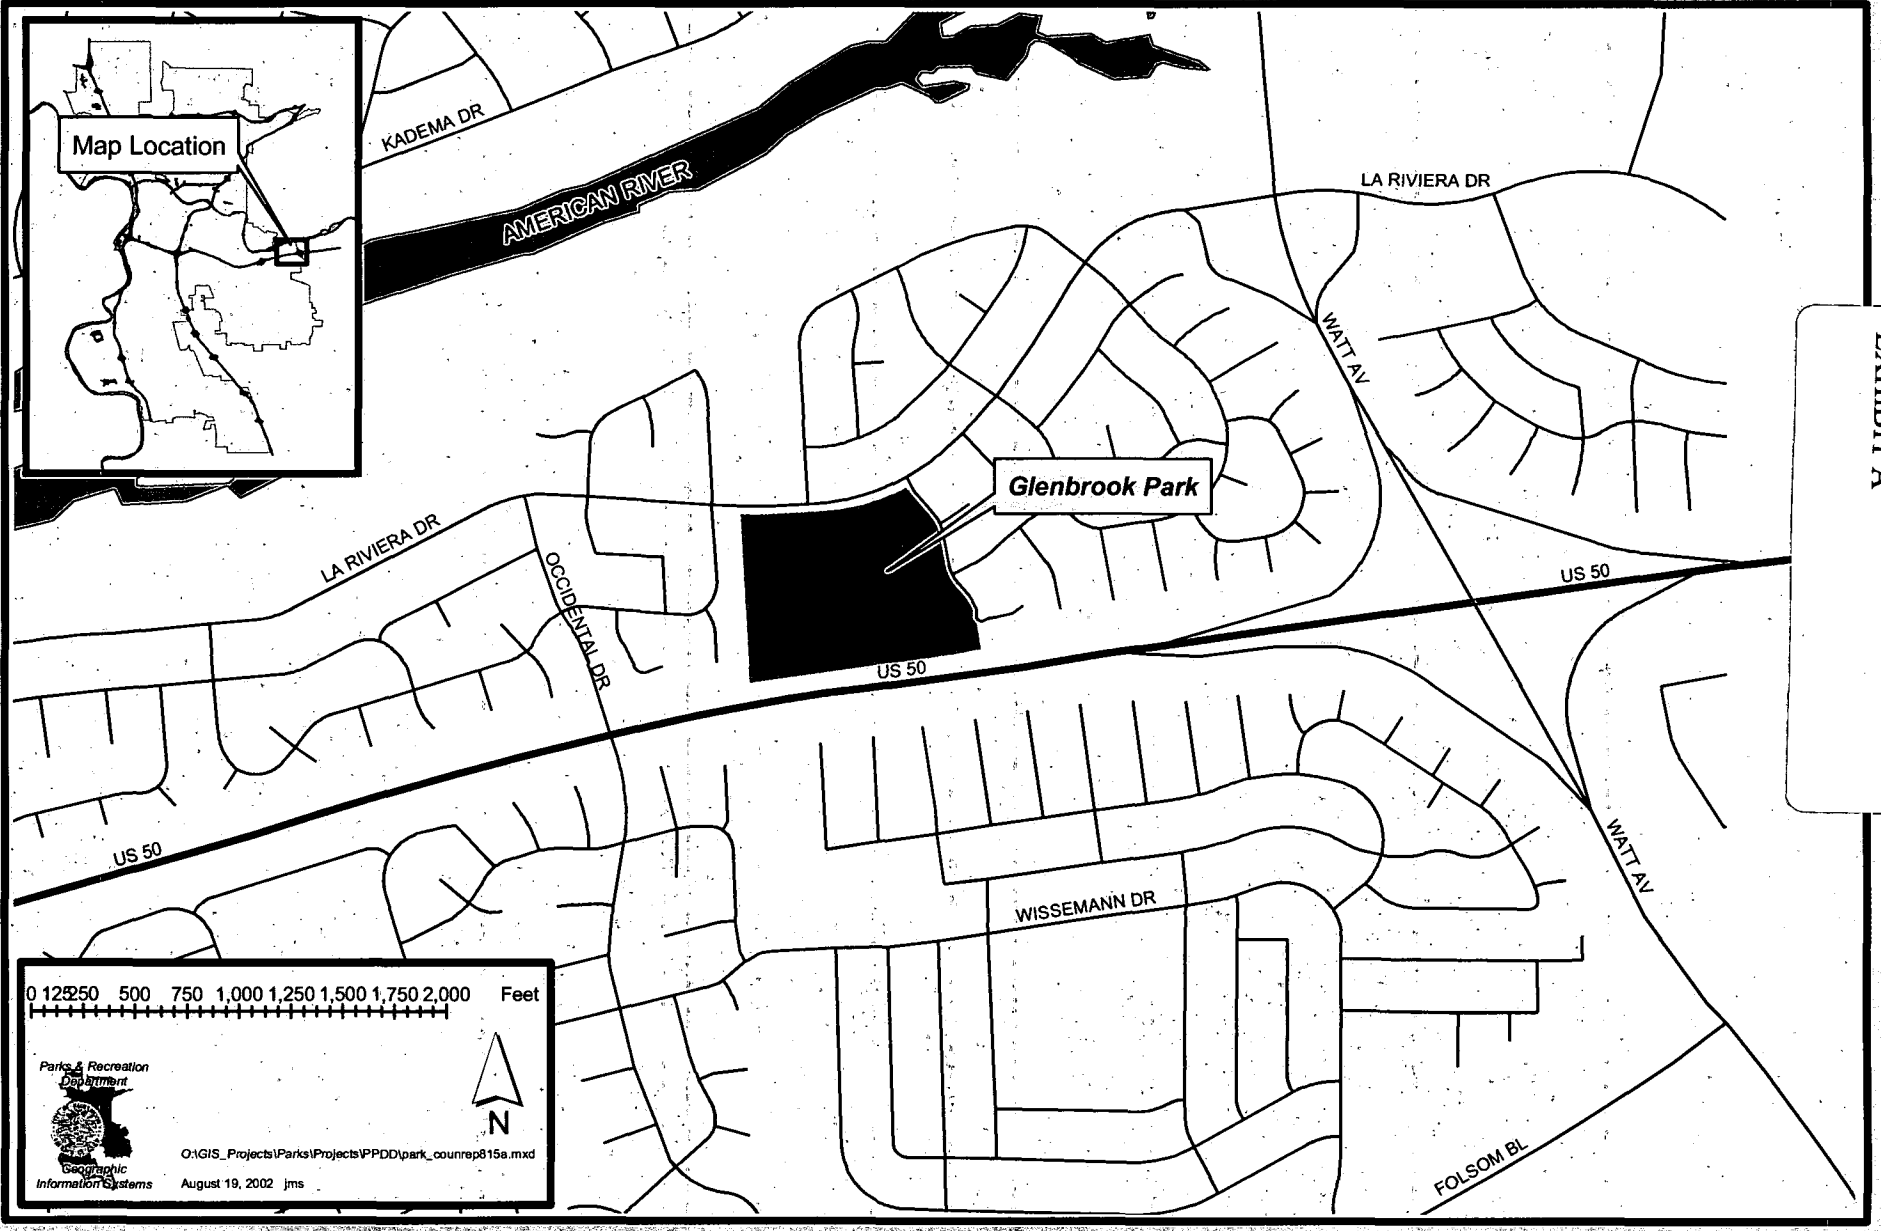 Map Location
KADEMA DR
AMERICAN RIVER
LA RIVIERA DR
WATT AV
Glenbrook Park
LA RIVIERA DR
OCCIDENTAL DR
US 50
US 50
US 50
WISSEMANN DR
WATT AV
FOLSOM BL
0 125 250 500 750 1,000 1,250 1,500 1,750 2,000 Feet
N
Parks & Recreation
Department
Geographic
Information Systems
O:\GIS_Projects\Parks\Projects\PPDD\park_counrep815a.mxd
August 19, 2002 jms